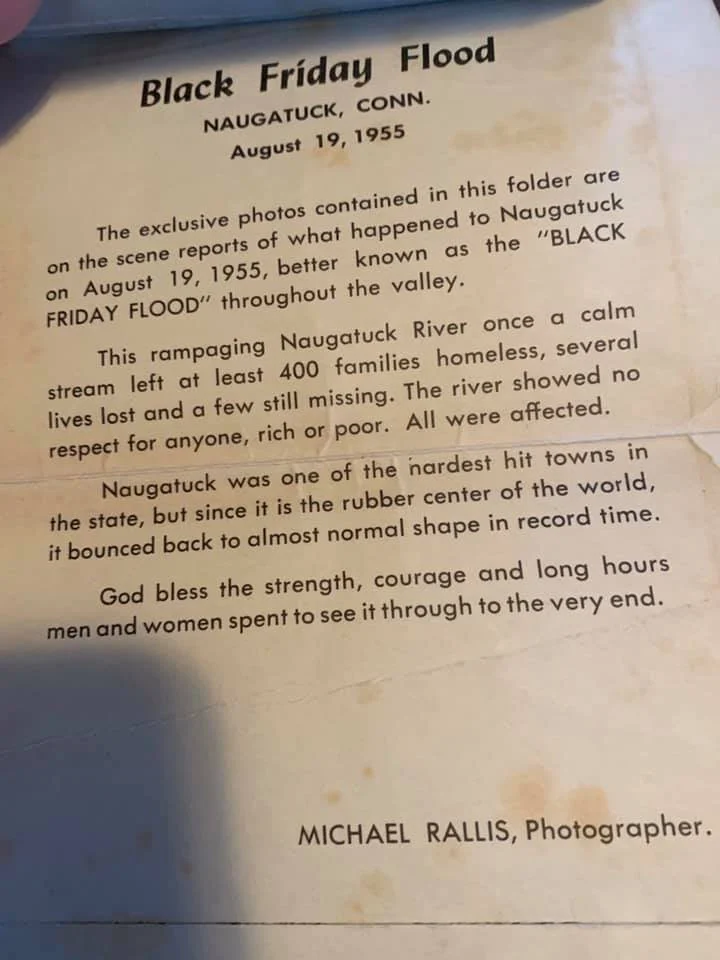 Black Friday Flood
NAUGATUCK, CONN.
August 19, 1955
The exclusive photos contained in this folder are
on the scene reports of what happened to Naugatuck
on August 19, 1955, better known as the "BLACK
FRIDAY FLOOD" throughout the valley.
This rampaging Naugatuck River once a calm
stream left at least 400 families homeless, several
lives lost and a few still missing. The river showed no
respect for anyone, rich or poor. All were affected.
Naugatuck was one of the hardest hit towns in
the state, but since it is the rubber center of the world,
it bounced back to almost normal shape in record time.
God bless the strength, courage and long hours
men and women spent to see it through to the very end.
MICHAEL RALLIS, Photographer.